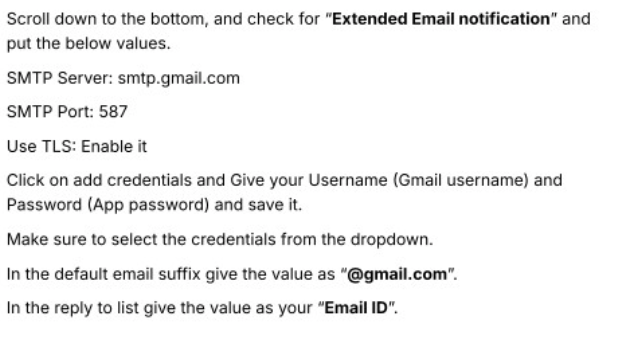 Scroll down to the bottom, and check for "Extended Email notification" and
put the below values.
SMTP Server: smtp.gmail.com
SMTP Port: 587
Use TLS: Enable it
Click on add credentials and Give your Username (Gmail username) and
Password (App password) and save it.
Make sure to select the credentials from the dropdown.
In the default email suffix give the value as "@gmail.com".
In the reply to list give the value as your "Email ID".